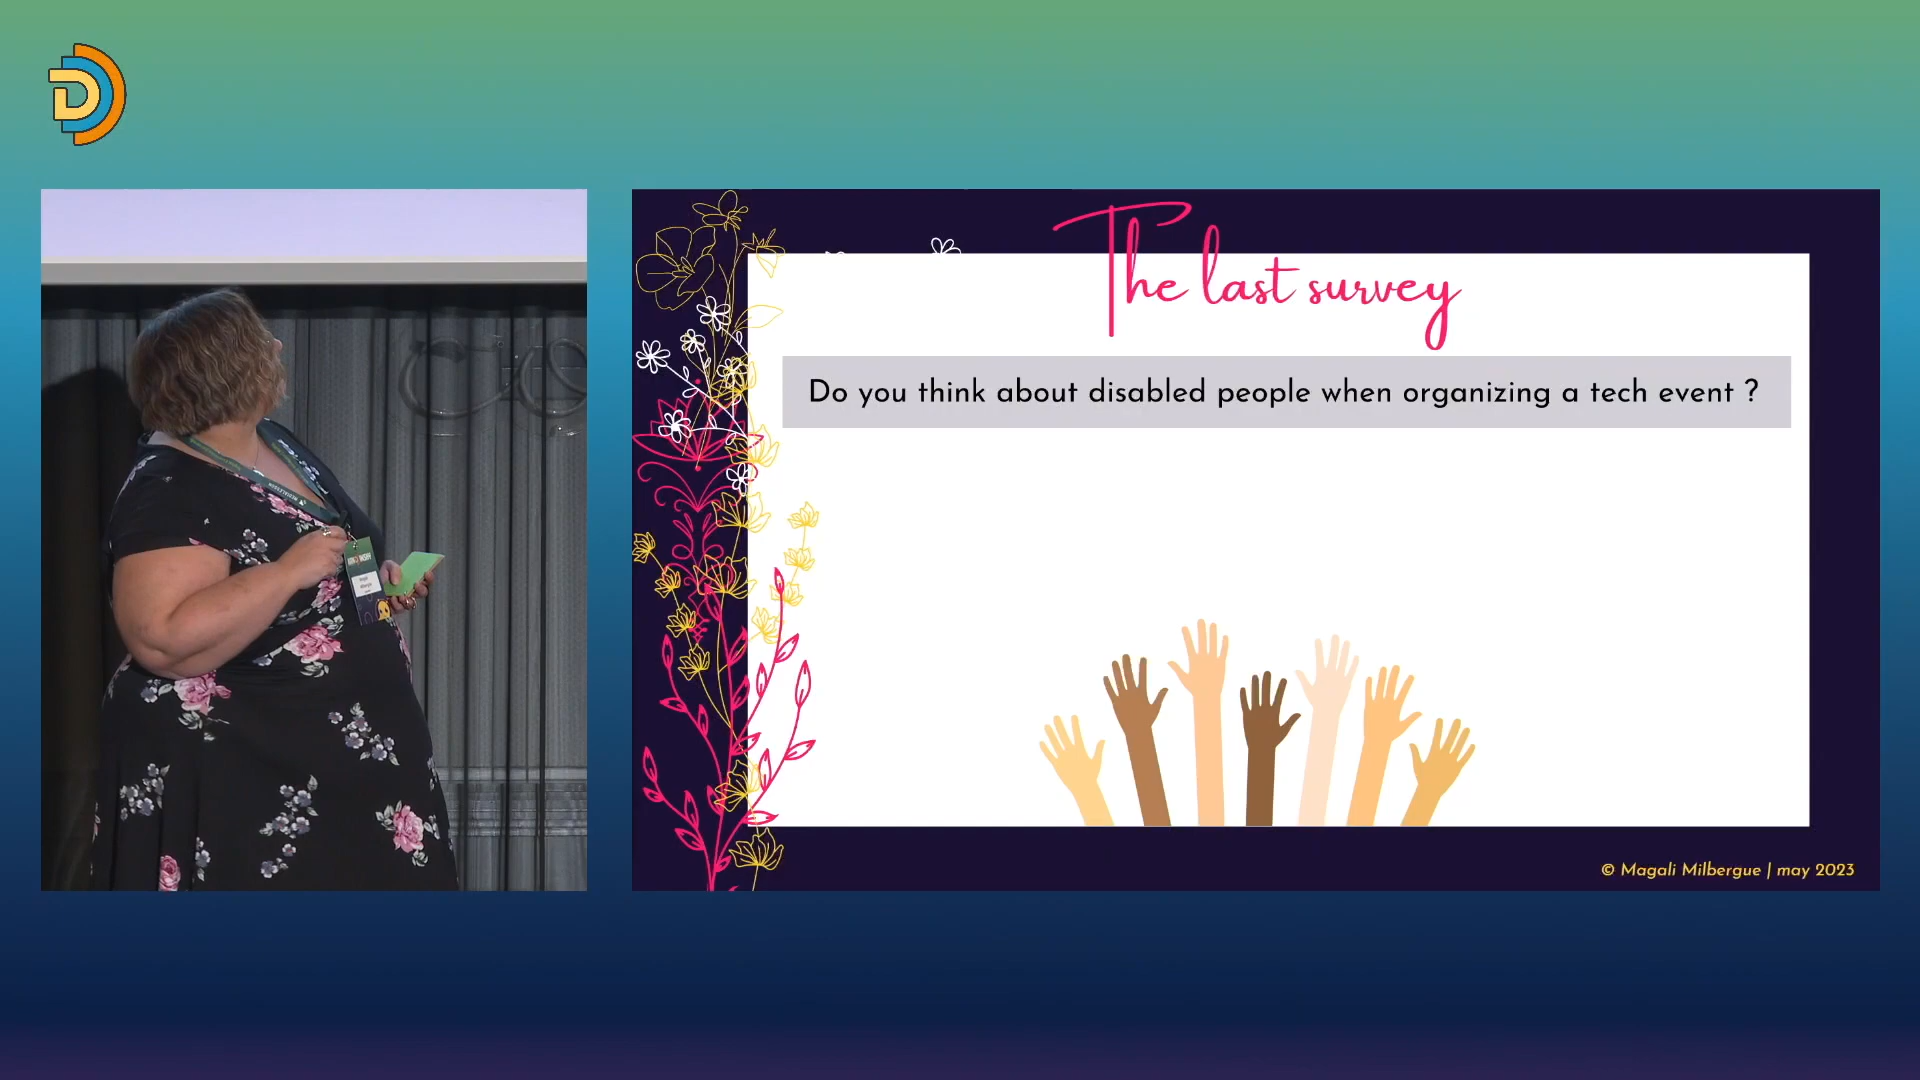 D
The last survey
Do you think about disabled people when organizing a tech event ?
© Magali Milbergue | may 2023